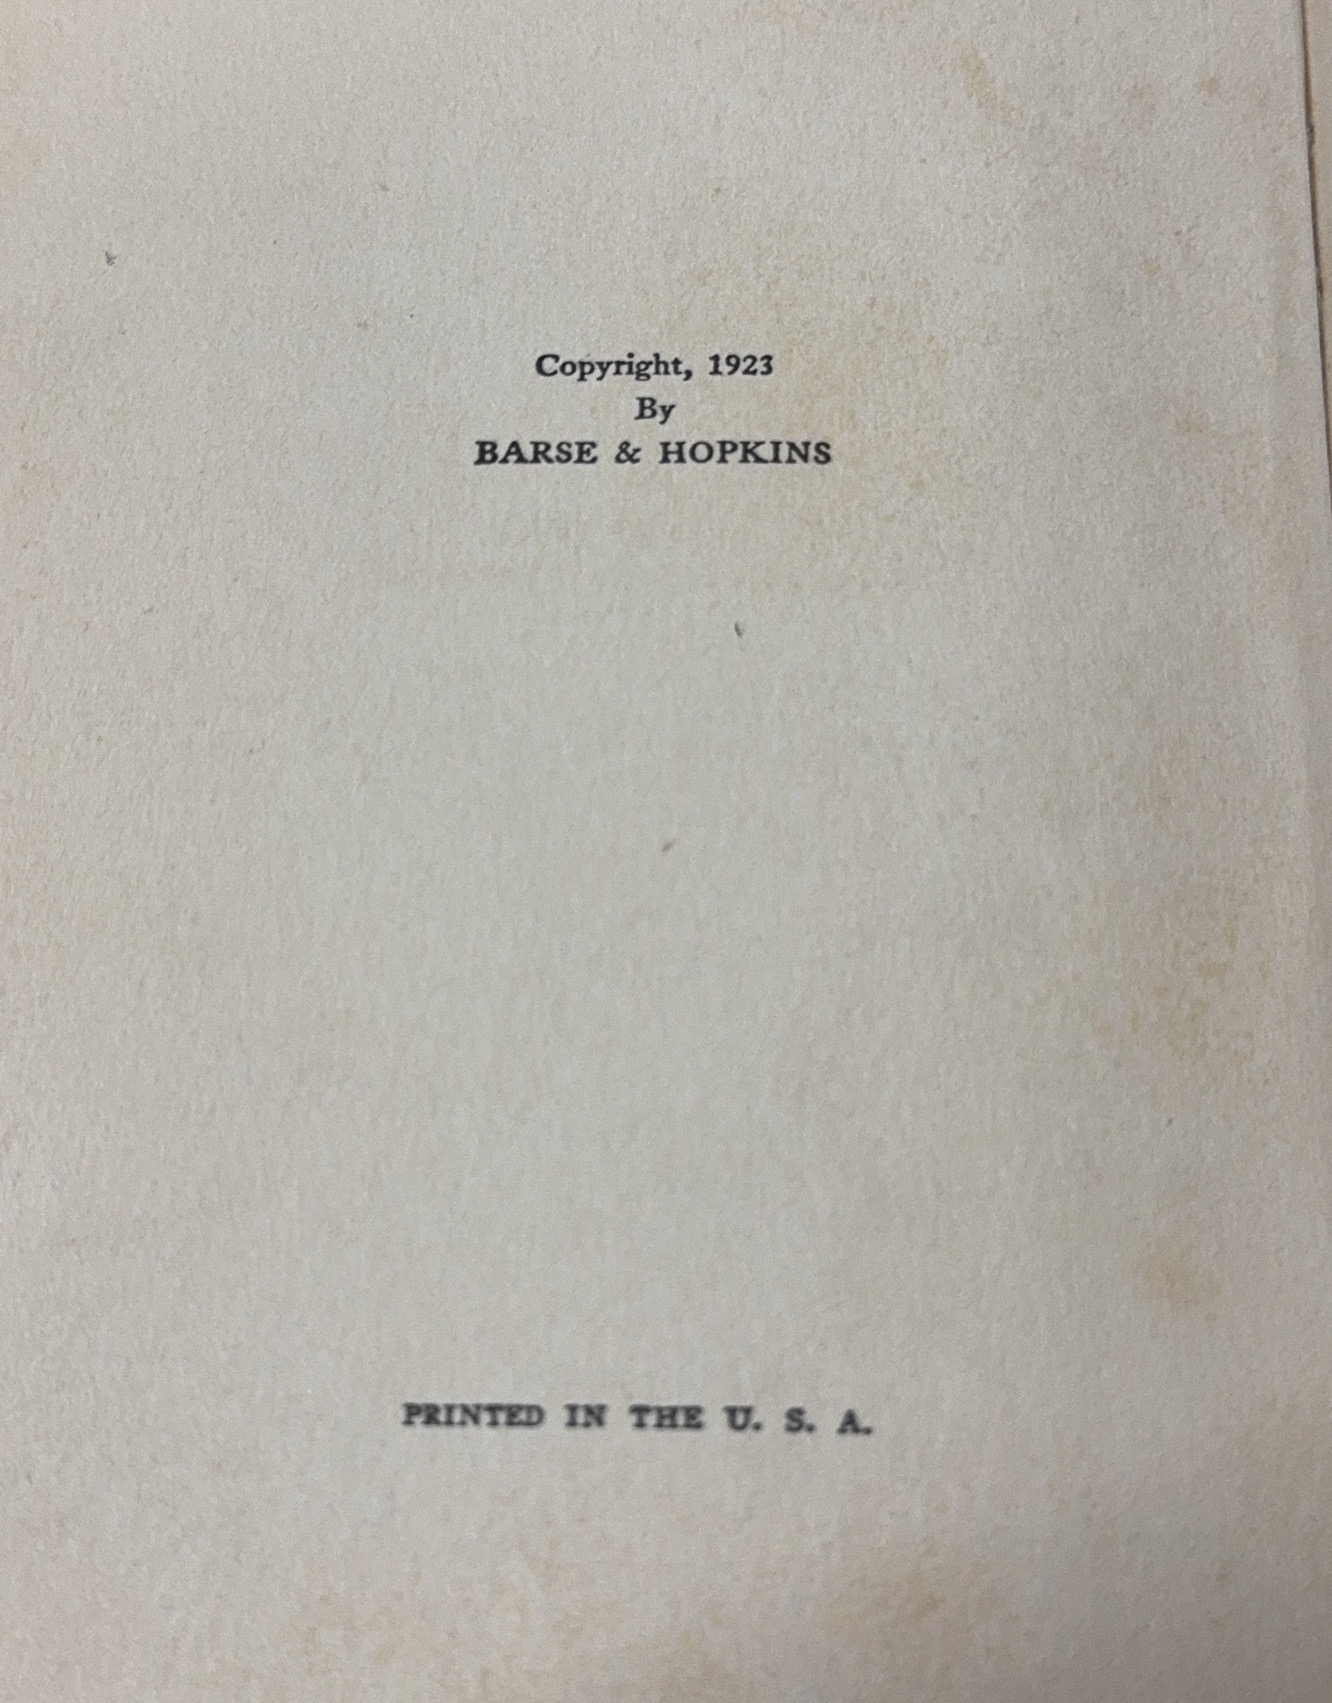 Copyright, 1923
By
BARSE & HOPKINS
PRINTED IN THE U. S. A.